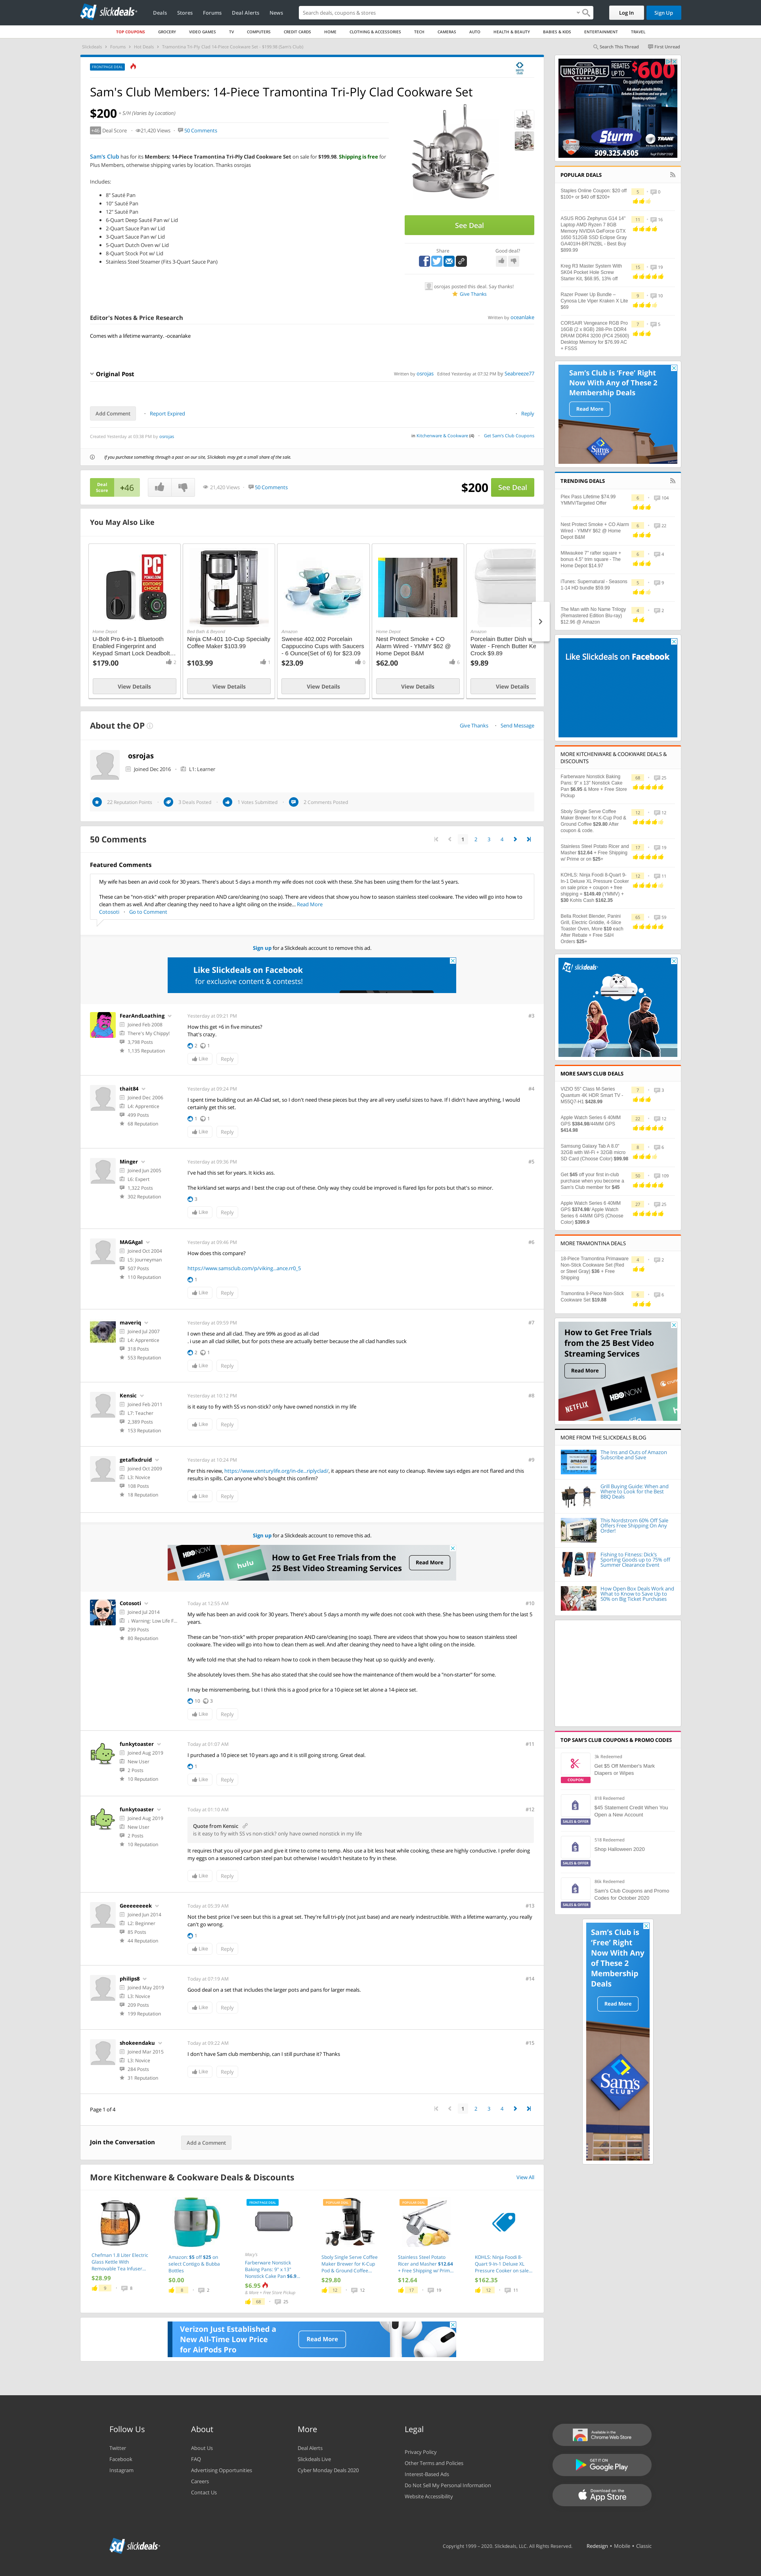 slickdeals
Deals Stores Forums Deal Alerts News
Search deals, coupons & stores
Log In Sign Up
TOP COUPONS GROCERY VIDEO GAMES TV COMPUTERS CREDIT CARDS HOME CLOTHING & ACCESSORIES TECH CAMERAS AUTO HEALTH & BEAUTY BABIES & KIDS ENTERTAINMENT TRAVEL
Search This Thread First Unread
FRONTPAGE DEAL
Sam's Club Members: 14-Piece Tramontina Tri-Ply Clad Cookware Set
$200 + S/H (Varies by Location)
+46 Deal Score 21,420 Views 50 Comments
Sam's Club has for its Members: 14-Piece Tramontina Tri-Ply Clad Cookware Set on sale for $199.98. Shipping is free for
Plus Members, otherwise shipping varies by location. Thanks osrojas
Includes:
8" Sauté Pan
10" Sauté Pan
12" Sauté Pan
6-Quart Deep Sauté Pan w/ Lid
2-Quart Sauce Pan w/ Lid
3-Quart Sauce Pan w/ Lid
5-Quart Dutch Oven w/ Lid
8-Quart Stock Pot w/ Lid
Stainless Steel Steamer (Fits 3-Quart Sauce Pan)
See Deal
Share Good deal?
osrojas posted this deal. Say thanks!
Give Thanks
Editor's Notes & Price Research Written by oceanlake
Comes with a lifetime warranty. -oceanlake
Original Post Written by osrojas Edited Yesterday at 07:32 PM by Seabreeze77
Add Comment Report Expired Reply
Created Yesterday at 03:39 PM by osrojas
in Kitchenware & Cookware (4) Get Sam's Club Coupons
If you purchase something through a post on our site, Slickdeals may get a small share of the sale.
Deal Score +46 21,420 Views 50 Comments $200 See Deal
You May Also Like
Home Depot
U-Bolt Pro 6-in-1 Bluetooth
Enabled Fingerprint and
Keypad Smart Lock Deadbolt...
$179.00 2
View Details
Bed Bath & Beyond
Ninja CM-401 10-Cup Specialty
Coffee Maker $103.99
$103.99 1
View Details
Amazon
Sweese 402.002 Porcelain
Cappuccino Cups with Saucers
- 6 Ounce(Set of 6) for $23.09
$23.09
View Details
Home Depot
Nest Protect Smoke + CO
Alarm Wired - YMMY $62 @
Home Depot B&M
$62.00 6
View Details
Amazon
Porcelain Butter Dish w
Water - French Butter Ke
Crock $9.89
$9.89
View Details
About the OP Give Thanks Send Message
osrojas
Joined Dec 2016 L1: Learner
22 Reputation Points 3 Deals Posted 1 Votes Submitted 2 Comments Posted
50 Comments 1 2 3 4
Featured Comments
My wife has been an avid cook for 30 years. There's about 5 days a month my wife does not cook with these. She has been using them for the last 5 years.
These can be "non-stick" with proper preparation AND care/cleaning (no soap). There are videos that show you how to season stainless steel cookware. The video will go into how to
clean them as well. And after cleaning they need to have a light oiling on the inside... Read More
Cotosoti Go to Comment
Sign up for a Slickdeals account to remove this ad.
Like Slickdeals on Facebook
for exclusive content & contests!
FearAndLoathing
Joined Feb 2008
There's My Chippy!
3,798 Posts
1,135 Reputation
Yesterday at 09:21 PM #3
How this get +6 in five minutes?
That's crazy.
2 1
Like Reply
thait84
Joined Dec 2006
L4: Apprentice
499 Posts
68 Reputation
Yesterday at 09:24 PM #4
I spent time building out an All-Clad set, so I don't need these pieces but they are all very useful sizes to have. If I didn't have anything, I would
certainly get this set.
1 1
Like Reply
Minger
Joined Jun 2005
L6: Expert
1,322 Posts
302 Reputation
Yesterday at 09:36 PM #5
I've had this set for years. It kicks ass.
The kirkland set warps and I best the crap out of these. Only way they could be improved is flared lips for pots but that's so minor.
3
Like Reply
MAGAgal
Joined Oct 2004
L5: Journeyman
507 Posts
110 Reputation
Yesterday at 09:46 PM #6
How does this compare?
https://www.samsclub.com/p/viking...ance.rr0_5
1
Like Reply
maveriq
Joined Jul 2007
L4: Apprentice
318 Posts
553 Reputation
Yesterday at 09:59 PM #7
I own these and all clad. They are 99% as good as all clad
. i use an all clad skillet, but for pots these are actually better because the all clad handles suck
2 1
Like Reply
Kensic
Joined Feb 2011
L7: Teacher
2,389 Posts
153 Reputation
Yesterday at 10:12 PM #8
is it easy to fry with SS vs non-stick? only have owned nonstick in my life
Like Reply
getafixdruid
Joined Oct 2009
L3: Novice
108 Posts
18 Reputation
Yesterday at 10:24 PM #9
Per this review, https://www.centurylife.org/in-de...riplyclad/, it appears these are not easy to cleanup. Review says edges are not flared and this
results in spills. Can anyone who's bought this confirm?
Like Reply
Sign up for a Slickdeals account to remove this ad.
HBO NOW hulu sling
How to Get Free Trials from the
25 Best Video Streaming Services
Read More
Cotosoti
Joined Jul 2014
: Warning: Low Life F...
299 Posts
80 Reputation
Today at 12:55 AM #10
My wife has been an avid cook for 30 years. There's about 5 days a month my wife does not cook with these. She has been using them for the last 5
years.
These can be "non-stick" with proper preparation AND care/cleaning (no soap). There are videos that show you how to season stainless steel
cookware. The video will go into how to clean them as well. And after cleaning they need to have a light oiling on the inside.
My wife told me that she had to relearn how to cook in them because they heat up so quickly and evenly.
She absolutely loves them. She has also said that she could see how the maintenance of them would be a "non-starter" for some.
I may be misremembering, but I think this is a good price for a 10-piece set let alone a 14-piece set.
10 3
Like Reply
funkytoaster
Joined Aug 2019
New User
2 Posts
10 Reputation
Today at 01:07 AM #11
I purchased a 10 piece set 10 years ago and it is still going strong. Great deal.
1
Like Reply
funkytoaster
Joined Aug 2019
New User
2 Posts
10 Reputation
Today at 01:10 AM #12
Quote from Kensic
is it easy to fry with SS vs non-stick? only have owned nonstick in my life
It requires that you oil your pan and give it time to come to temp. Also use a bit less heat while cooking, these are highly conductive. I prefer doing
my eggs on a seasoned carbon steel pan but otherwise I wouldn't hesitate to fry in these.
Like Reply
Geeeeeeeek
Joined Jun 2014
L2: Beginner
85 Posts
44 Reputation
Today at 05:39 AM #13
Not the best price I've seen but this is a great set. They're full tri-ply (not just base) and are nearly indestructible. With a lifetime warranty, you really
can't go wrong.
1
Like Reply
philips8
Joined May 2019
L3: Novice
209 Posts
199 Reputation
Today at 07:19 AM #14
Good deal on a set that includes the larger pots and pans for larger meals.
Like Reply
shokeendaku
Joined Mar 2015
L3: Novice
284 Posts
31 Reputation
Today at 09:22 AM #15
I don't have Sam club membership, can I still purchase it? Thanks
Like Reply
Page 1 of 4 1 2 3 4
Join the Conversation Add a Comment
More Kitchenware & Cookware Deals & Discounts View All
Chefman 1.8 Liter Electric
Glass Kettle With
Removable Tea Infuser...
$28.99
Amazon: $5 off $25 on
select Contigo & Bubba
Bottles
$0.00
FRONTPAGE DEAL
Macy's
Farberware Nonstick
Baking Pans: 9" x 13"
Nonstick Cake Pan $6.9...
$6.95
& More + Free Store Pickup
68 25
Sboly Single Serve Coffee
Maker Brewer for K-Cup
Pod & Ground Coffee...
$29.80
12 12
Stainless Steel Potato
Ricer and Masher $12.64
+ Free Shipping w/ Prim...
$12.64
17 19
KOHLS: Ninja Foodi 8-
Quart 9-In-1 Deluxe XL
Pressure Cooker on sale...
$162.35
12 11
Verizon Just Established a
New All-Time Low Price
for AirPods Pro
Read More
REBATES UP TO $600
UNSTOPPABLE
Sturm
TRANE
509.325.4505
POPULAR DEALS
Staples Online Coupon: $20 off
$100+ or $40 off $200+
ASUS ROG Zephyrus G14 14"
Laptop AMD Ryzen 7 8GB
Memory NVIDIA GeForce GTX
1650 512GB SSD Eclipse Gray
GA401IH-BR7N2BL - Best Buy
$899.99
Kreg R3 Master System With
SK04 Pocket Hole Screw
Starter Kit, $68.95, 13% off
Razer Power Up Bundle –
Cynosa Lite Viper Kraken X Lite
$59
CORSAIR Vengeance RGB Pro
16GB (2 x 8GB) 288-Pin DDR4
DRAM DDR4 3200 (PC4 25600)
Desktop Memory for $76.99 AC
+ FSSS
Sam's Club is 'Free' Right
Now With Any of These 2
Membership Deals
Read More
Sam's CLUB
TRENDING DEALS
Plex Pass Lifetime $74.99
YMMV/Targeted Offer
Nest Protect Smoke + CO Alarm
Wired - YMMY $62 @ Home
Depot B&M
Milwaukee 7" rafter square +
bonus 4.5" trim square - The
Home Depot $14.97
iTunes: Supernatural - Seasons
1-14 HD bundle $59.99
The Man with No Name Trilogy
(Remastered Edition Blu-ray)
$12.96 @ Amazon
Like Slickdeals on Facebook
MORE KITCHENWARE & COOKWARE DEALS &
DISCOUNTS
Farberware Nonstick Baking
Pans: 9" x 13" Nonstick Cake
Pan $6.95 & More + Free Store
Pickup
Sboly Single Serve Coffee
Maker Brewer for K-Cup Pod &
Ground Coffee $29.80 After
coupon & code.
Stainless Steel Potato Ricer and
Masher $12.64 + Free Shipping
w/ Prime or on $25+
KOHLS: Ninja Foodi 8-Quart 9-
In-1 Deluxe XL Pressure Cooker
on sale price + coupon + free
shipping = $149.49 (YMMV) +
$30 Kohls Cash $162.35
Bella Rocket Blender, Panini
Grill, Electric Griddle, 4-Slice
Toaster Oven, More $10 each
After Rebate + Free S&H
Orders $25+
slickdeals
MORE SAM'S CLUB DEALS
VIZIO 55" Class M-Series
Quantum 4K HDR Smart TV -
M55Q7-H1 $428.99
Apple Watch Series 6 40MM
GPS $384.98/44MM GPS
$414.98
Samsung Galaxy Tab A 8.0"
32GB with Wi-Fi + 32GB micro
SD Card (Choose Color) $99.98
Get $45 off your first in-club
purchase when you become a
Sam's Club member for $45
Apple Watch Series 6 40MM
GPS $374.98/ Apple Watch
Series 6 44MM GPS (Choose
Color) $399.9
MORE TRAMONTINA DEALS
18-Piece Tramontina Primaware
Non-Stick Cookware Set (Red
or Steel Gray) $36 + Free
Shipping
Tramontina 9-Piece Non-Stick
Cookware Set $19.88
How to Get Free Trials
from the 25 Best Video
Streaming Services
Read More
NETFLIX HBO NOW
MORE FROM THE SLICKDEALS BLOG
The Ins and Outs of Amazon
Subscribe and Save
Grill Buying Guide: When and
Where to Look for the Best
BBQ Deals
This Nordstrom 60% Off Sale
Offers Free Shipping On Any
Order!
Fishing to Fitness: Dick's
Sporting Goods up to 75% off
Summer Clearance Event
How Open Box Deals Work and
What to Know to Save Up to
50% on Big Ticket Purchases
TOP SAM'S CLUB COUPONS & PROMO CODES
COUPON
3k Redeemed
Get $5 Off Member's Mark
Diapers or Wipes
SALES & OFFER
818 Redeemed
$45 Statement Credit When You
Open a New Account
SALES & OFFER
518 Redeemed
Shop Halloween 2020
SALES & OFFER
Sam's Club Coupons and Promo
Codes for October 2020
Sam's Club is
'Free' Right
Now With Any
of These 2
Membership
Deals
Read More
Sam's CLUB
Follow Us
Twitter
Facebook
Instagram
About
About Us
FAQ
Advertising Opportunities
Careers
Contact Us
More
Deal Alerts
Slickdeals Live
Cyber Monday Deals 2020
Legal
Privacy Policy
Other Terms and Policies
Interest-Based Ads
Do Not Sell My Personal Information
Website Accessibility
Available in the Chrome Web Store
GET IT ON Google Play
Download on the App Store
slickdeals
Copyright 1999 - 2020. Slickdeals, LLC. All Rights Reserved. Redesign • Mobile • Classic